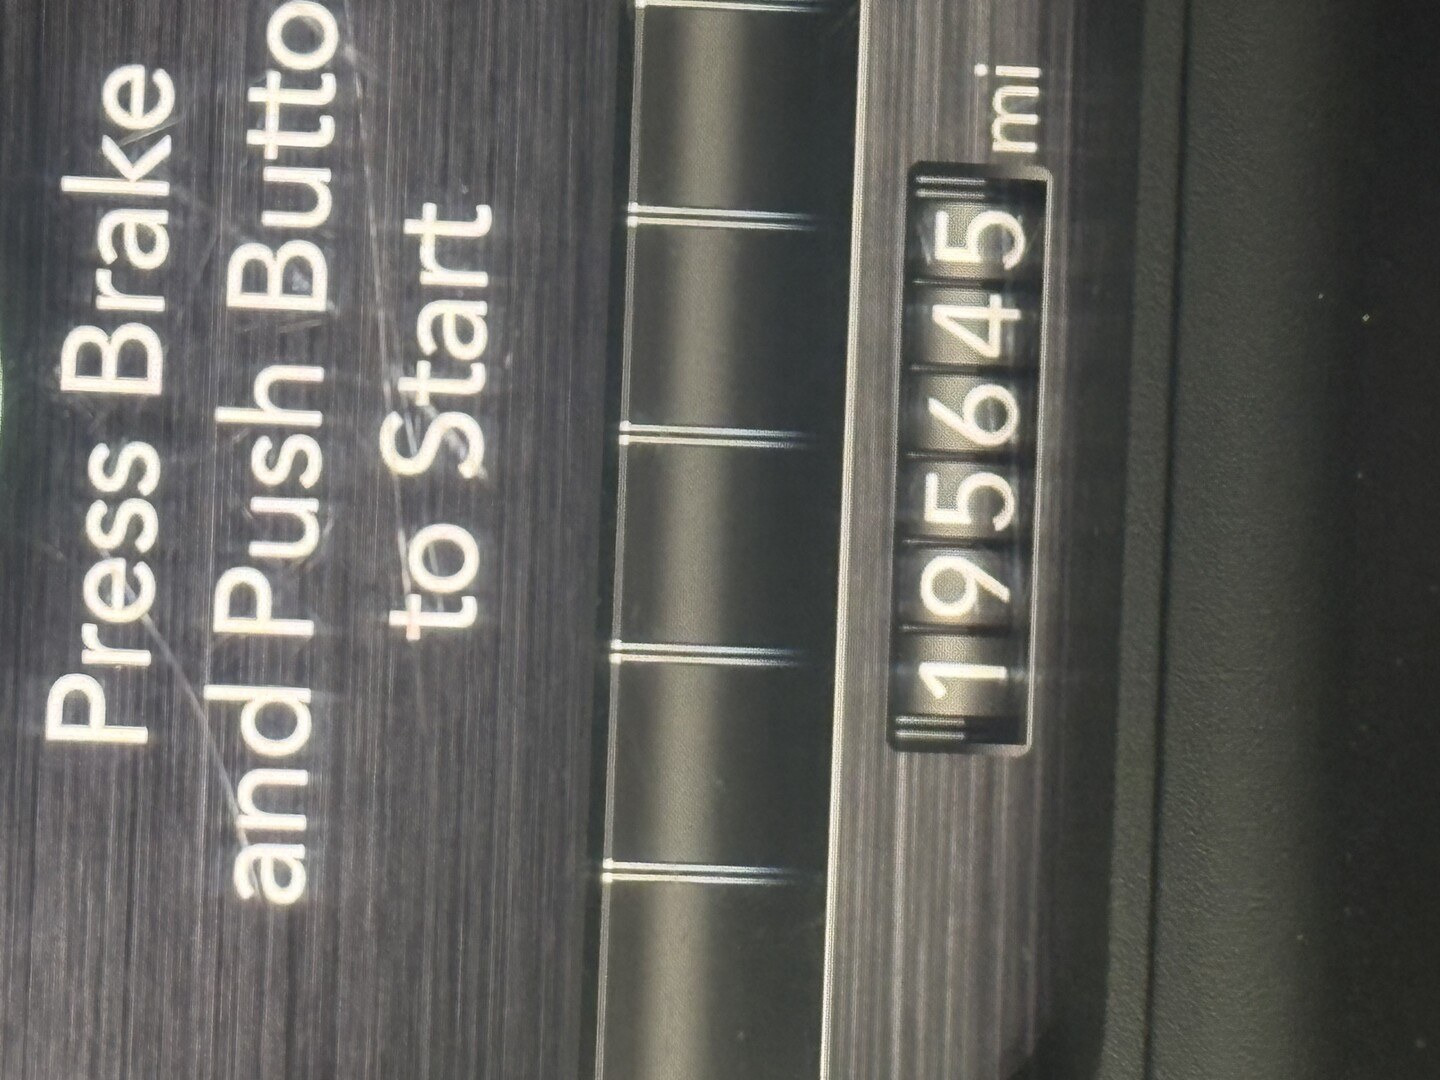 Press Brake
and Push Butto
to Start
195645 mi